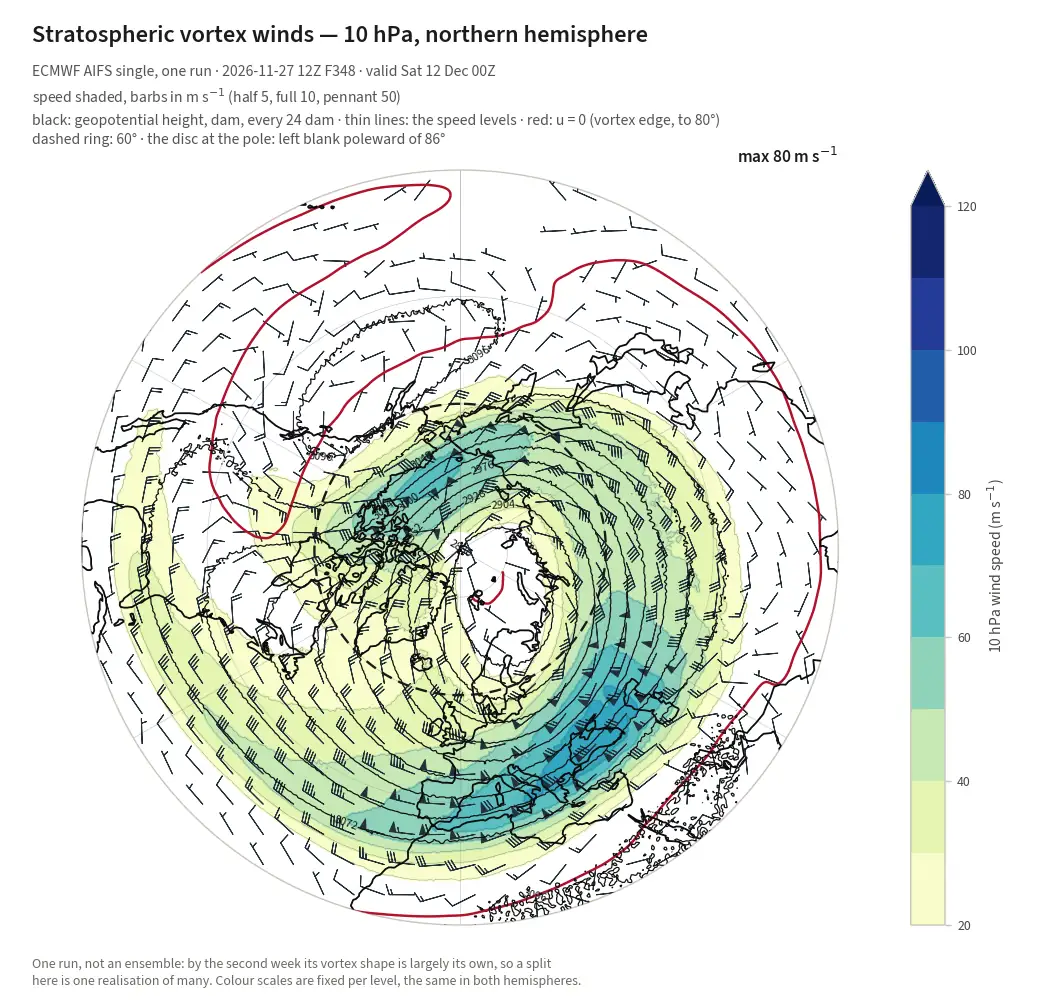 Stratospheric vortex winds — 10 hPa, northern hemisphere
ECMWF AIFS single, one run · 2026-11-27 12Z F348 · valid Sat 12 Dec 00Z
speed shaded, barbs in m s⁻¹ (half 5, full 10, pennant 50)
black: geopotential height, dam, every 24 dam · thin lines: the speed levels · red: u = 0 (vortex edge, to 80°)
dashed ring: 60° · the disc at the pole: left blank poleward of 86°
max 80 m s⁻¹
120
100
80
60
40
20
10 hPa wind speed (m s⁻¹)
3096
3096
2976
2928
2904
3072
One run, not an ensemble: by the second week its vortex shape is largely its own, so a split
here is one realisation of many. Colour scales are fixed per level, the same in both hemispheres.